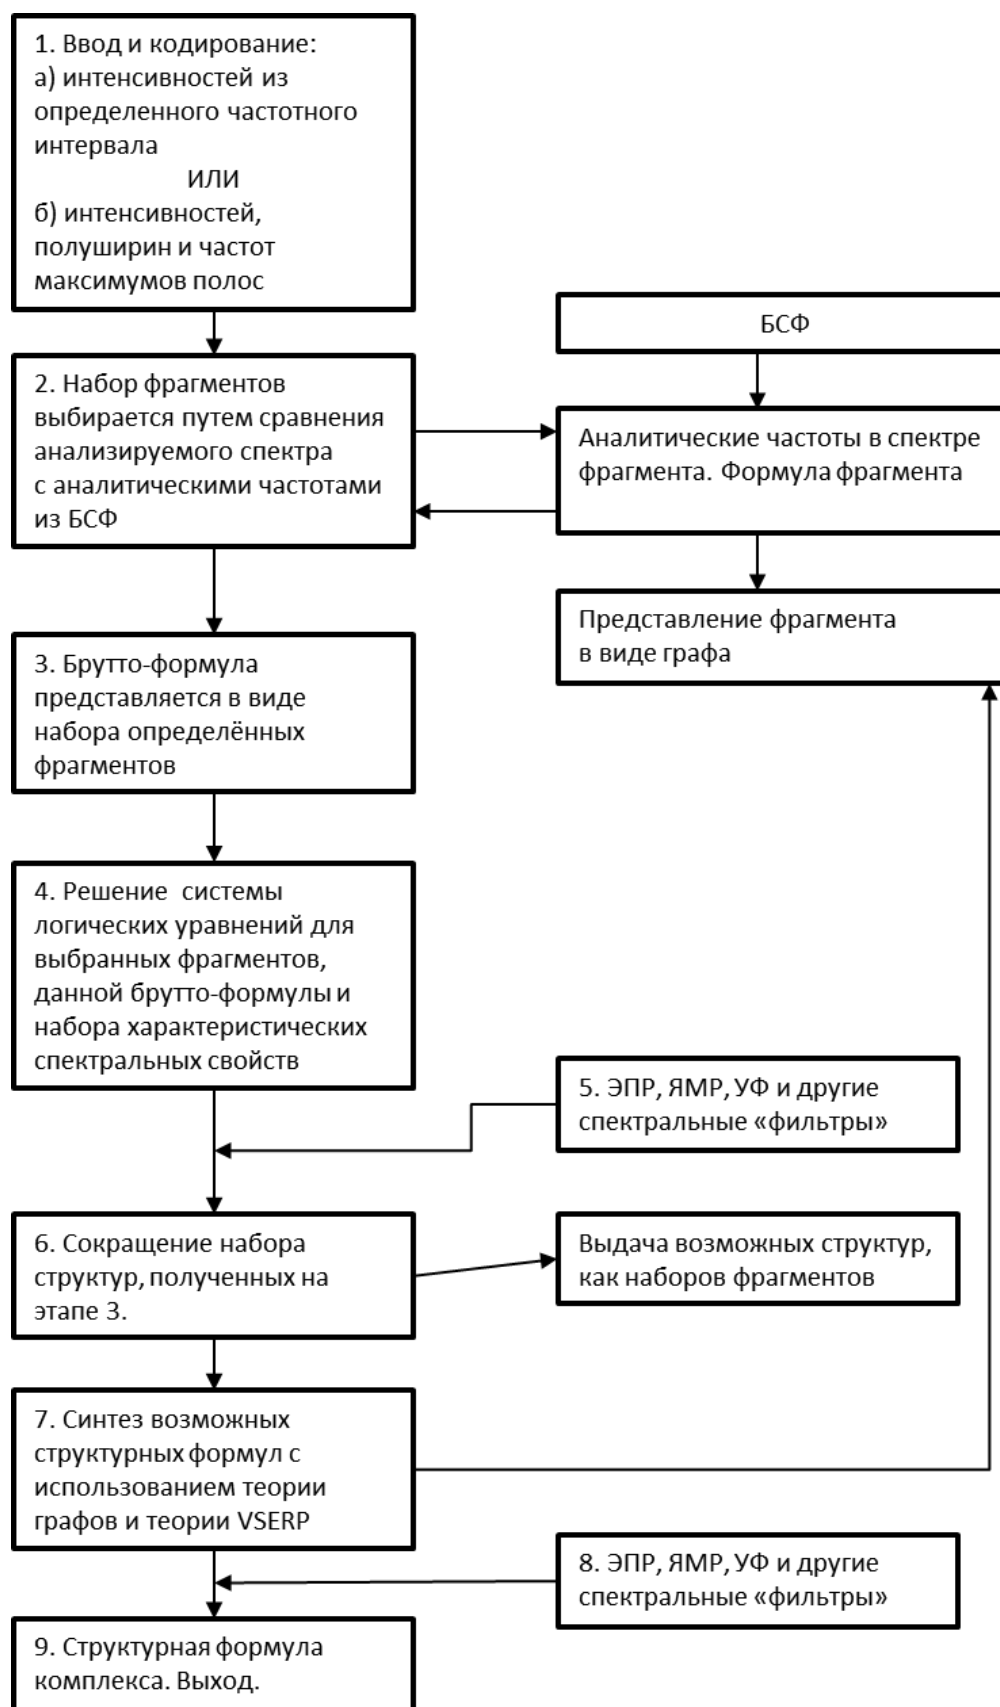 1. Ввод и кодирование:
а) интенсивностей из
определенного частотного
интервала
ИЛИ
б) интенсивностей,
полуширин и частот
максимумов полос
БСФ
2. Набор фрагментов
выбирается путем сравнения
анализируемого спектра
с аналитическими частотами
из БСФ
Аналитические частоты в спектре
фрагмента. Формула фрагмента
Представление фрагмента
в виде графа
3. Брутто-формула
представляется в виде
набора определённых
фрагментов
4. Решение системы
логических уравнений для
выбранных фрагментов,
данной брутто-формулы и
набора характеристических
спектральных свойств
5. ЭПР, ЯМР, УФ и другие
спектральные «фильтры»
6. Сокращение набора
структур, полученных на
этапе 3.
Выдача возможных структур,
как наборов фрагментов
7. Синтез возможных
структурных формул с
использованием теории
графов и теории VSERP
8. ЭПР, ЯМР, УФ и другие
спектральные «фильтры»
9. Структурная формула
комплекса. Выход.